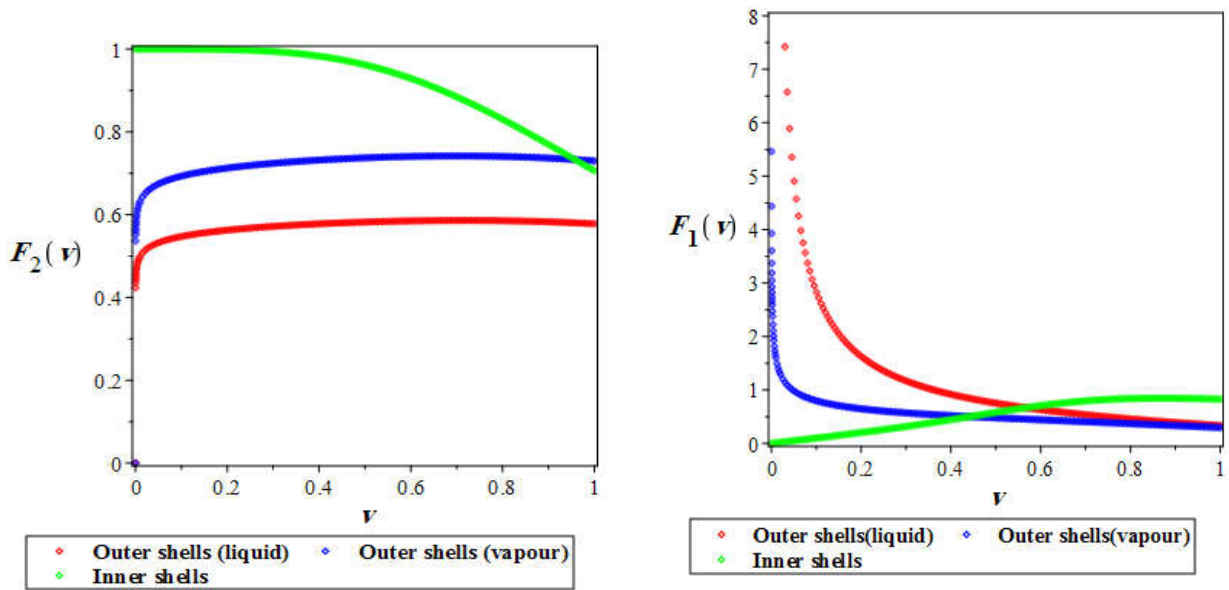 1
0.8
0.6
F2(v)
0.4
0.2
0
0 0.2 0.4 0.6 0.8 1
v
Outer shells (liquid) Outer shells (vapour)
Inner shells
8
7
6
5
F1(v)
4
3
2
1
0
0 0.2 0.4 0.6 0.8 1
v
Outer shells(liquid) Outer shells(vapour)
Inner shells